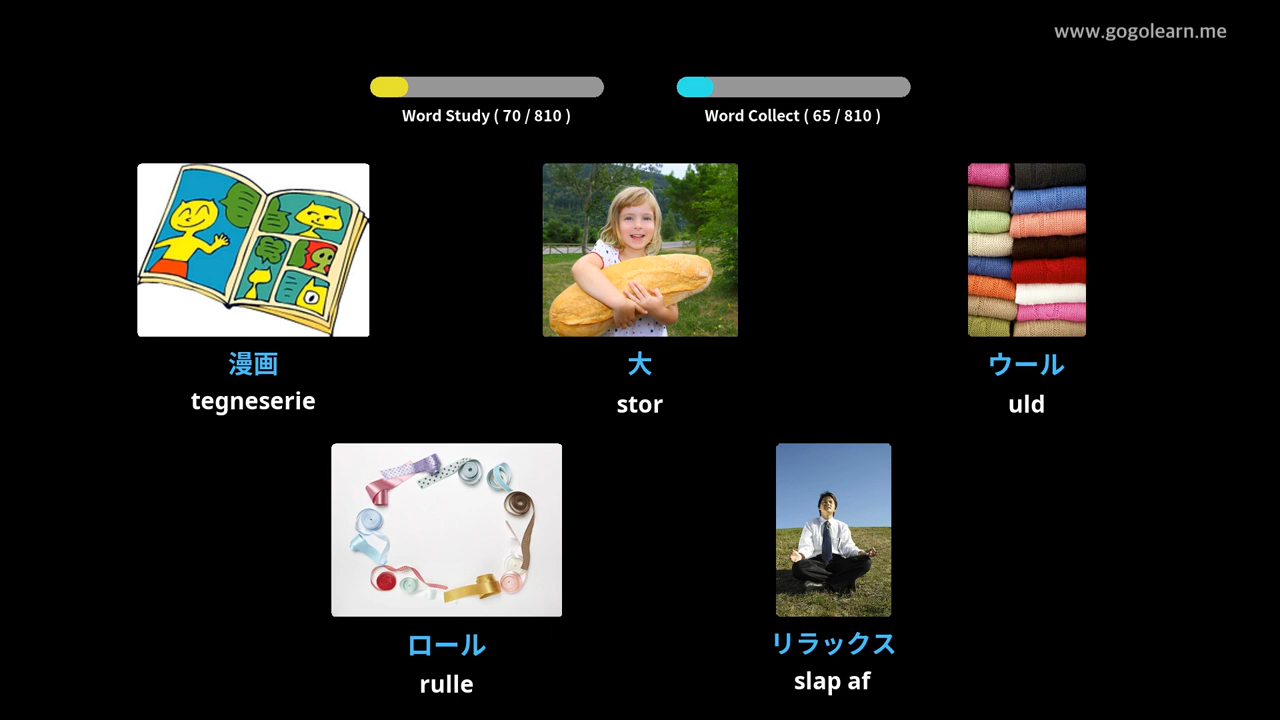 www.gogolearn.me
Word Study ( 70 / 810 )
Word Collect ( 65 / 810 )
漫画
tegneserie
大
stor
ウール
uld
ロール
rulle
リラックス
slap af